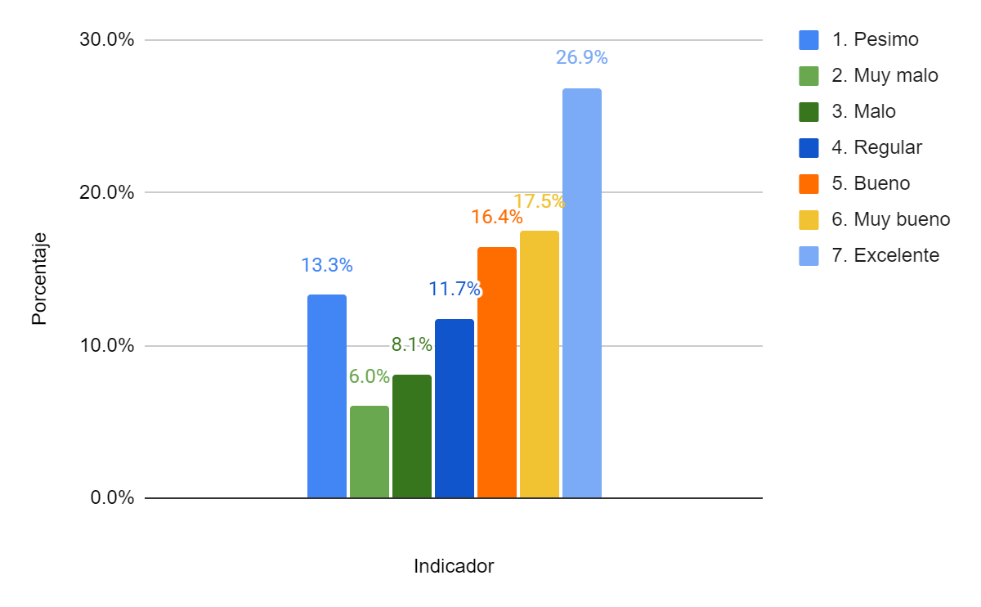 30.0%
20.0%
10.0%
0.0%
Porcentaje
13.3%
6.0%
8.1%
11.7%
16.4%
17.5%
26.9%
Indicador
1. Pesimo
2. Muy malo
3. Malo
4. Regular
5. Bueno
6. Muy bueno
7. Excelente